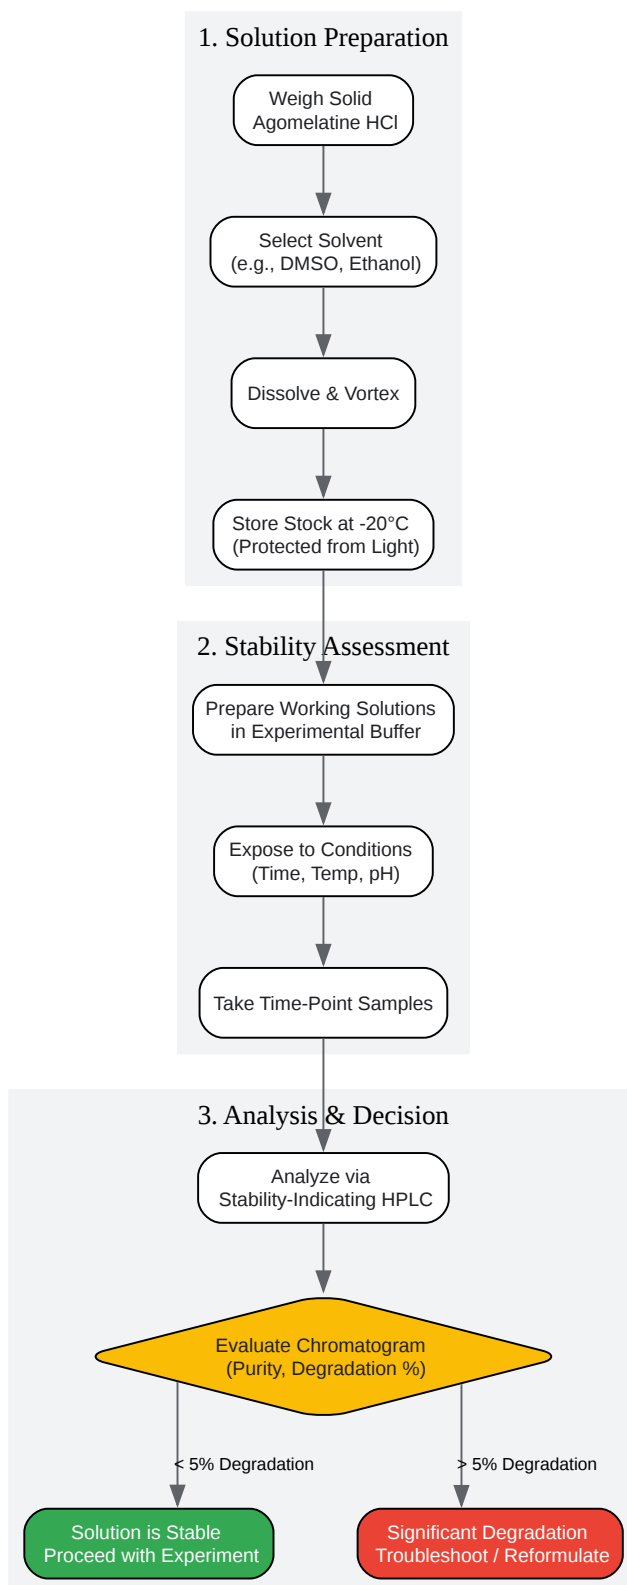 1. Solution Preparation
Weigh Solid
Agomelatine HCl
Select Solvent
(e.g., DMSO, Ethanol)
Dissolve & Vortex
Store Stock at -20°C
(Protected from Light)
2. Stability Assessment
Prepare Working Solutions
in Experimental Buffer
Expose to Conditions
(Time, Temp, pH)
Take Time-Point Samples
3. Analysis & Decision
Analyze via
Stability-Indicating HPLC
Evaluate Chromatogram
(Purity, Degradation %)
< 5% Degradation
> 5% Degradation
Solution is Stable
Proceed with Experiment
Significant Degradation
Troubleshoot / Reformulate